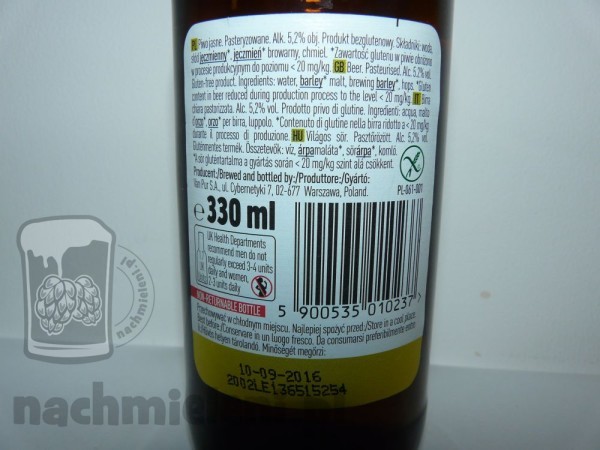 PL Piwo jasne. Pasteryzowane. Alk. 5,2% obj. Produkt bezglutenowy. Składniki: woda,
słód jęczmienny*, jęczmień* browarny, chmiel. *Zawartość glutenu w piwie obniżona
w procesie produkcyjnym do poziomu < 20 mg/kg. GB Beer. Pasteurised. Alc. 5,2% vol.
Gluten-free product. Ingredients: water, barley* malt, brewing barley*, hops. *Gluten
content in beer reduced during production process to the level < 20 mg/kg. IT Birra
chiara pastorizzata. Alc. 5,2% vol. Prodotto privo di glutine. Ingredienti: acqua, malto
d'orzo*, orzo* per birra, luppolo. *Contenuto di glutine nella birra ridotto a < 20 mg/kg
durante il processo di produzione. HU Világos sör. Pasztőrözött. Alc. 5,2% vol.
Gluténmentes termék. Összetevők: víz, árpamaláta*, sörárpa*, komló.
*A sör gluténtartalma a gyártás során < 20 mg/kg szint alá csökkent.
Producent:/Brewed and bottled by:/Produttore:/Gyártó:
Van Pur S.A., ul. Cybernetyki 7, 02-677 Warszawa, Poland.
PL-061-001
e 330 ml
UK Health Departments
recommend men do not
regularly exceed 3-4 units
daily and women,
2-3 units daily
NON-RETURNABLE BOTTLE
5 900535 010237
Przechowywać w chłodnym miejscu. Najlepiej spożyć przed:/Store in a cool place.
Best before:/Conservare in un luogo fresco. Da consumarsi preferibilmente entro
helyen tárolandó. Minőségét megőrzi:
10-09-2016
2002LE136515254
nachmieleni.pl